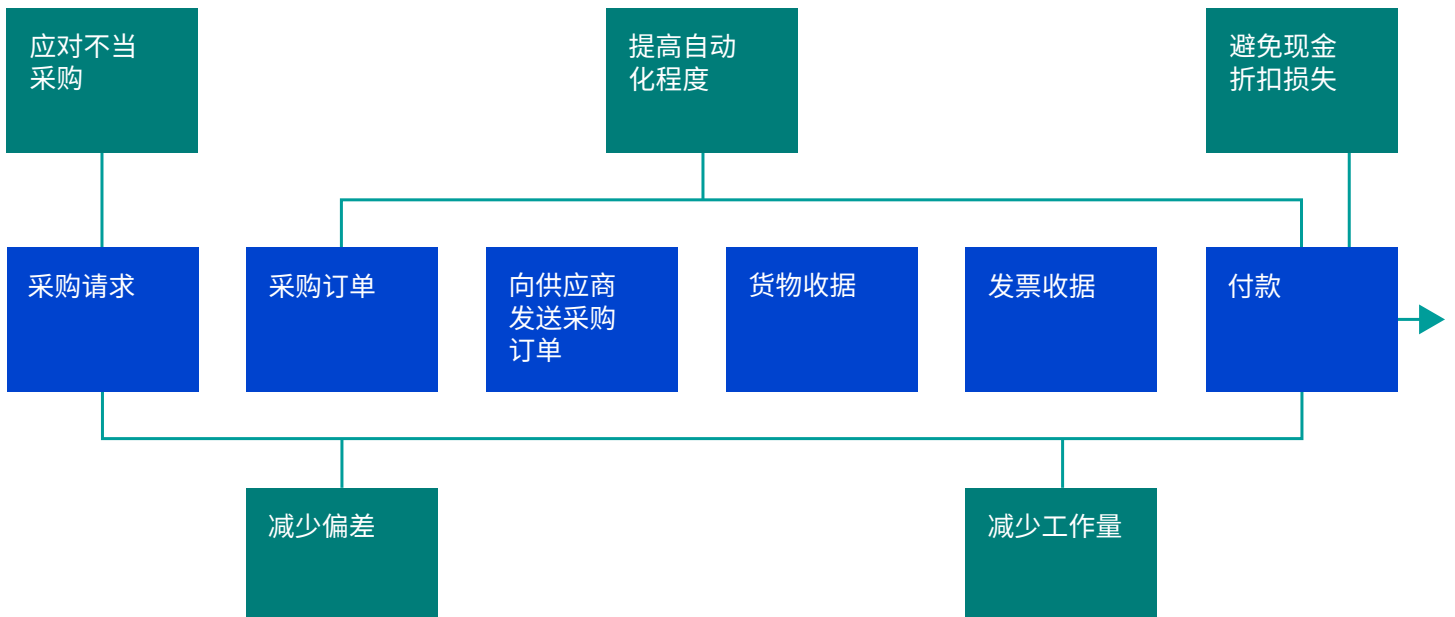 应对不当
采购
提高自动
化程度
避免现金
折扣损失
采购请求
采购订单
向供应商
发送采购
订单
货物收据
发票收据
付款
减少偏差
减少工作量